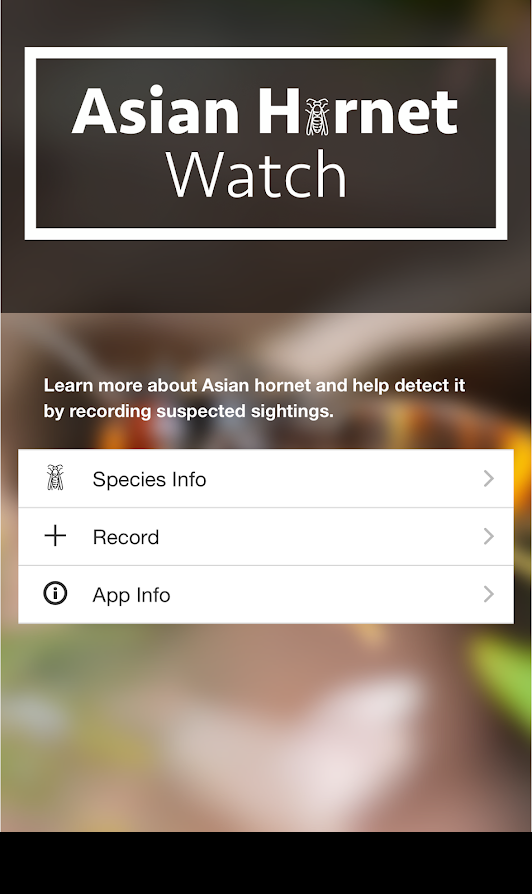 Asian Hornet
Watch
Learn more about Asian hornet and help detect it
by recording suspected sightings.
Species Info
Record
App Info